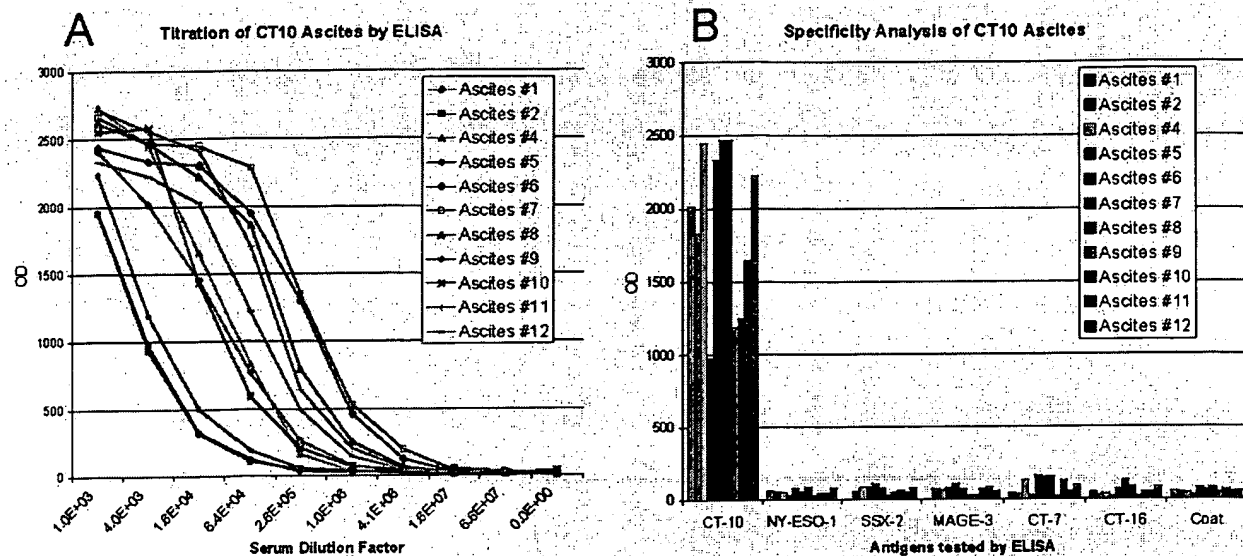 A
Titration of CT10 Ascites by ELISA
3000
2500
2000
1500
1000
500
0
OD
1.0E+03
4.0E+03
1.6E+04
6.4E+04
2.6E+05
1.0E+06
4.1E+06
1.6E+07
6.6E+07
0.0E+00
Serum Dilution Factor
Ascites #1
Ascites #2
Ascites #4
Ascites #5
Ascites #6
Ascites #7
Ascites #8
Ascites #9
Ascites #10
Ascites #11
Ascites #12
B
Specificity Analysis of CT10 Ascites
3000
2500
2000
1500
1000
500
0
OD
CT-10
NY-ESO-1
SSX-2
MAGE-3
CT-7
CT-16
Coat
Antigens tested by ELISA
Ascites #1
Ascites #2
Ascites #4
Ascites #5
Ascites #6
Ascites #7
Ascites #8
Ascites #9
Ascites #10
Ascites #11
Ascites #12